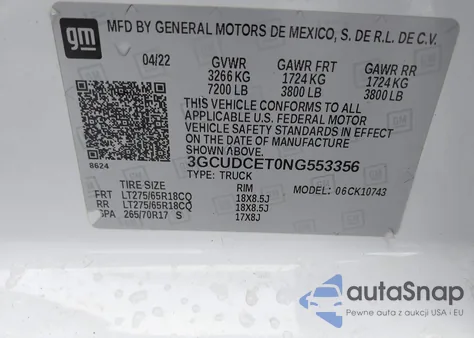 gm
MFD BY GENERAL MOTORS DE MEXICO, S. DE R.L. DE C.V.
04/22 GVWR GAWR FRT GAWR RR
3266 KG 1724 KG 1724 KG
7200 LB 3800 LB 3800 LB
THIS VEHICLE CONFORMS TO ALL
APPLICABLE U.S. FEDERAL MOTOR
VEHICLE SAFETY STANDARDS IN EFFECT
ON THE DATE OF MANUFACTURE
SHOWN ABOVE.
8624
3GCUDCET0NG553356
TYPE: TRUCK
MODEL: 06CK10743
TIRE SIZE RIM
FRT LT275/65R18CQ 18X8.5J
RR LT275/65R18CQ 18X8.5J
SPA 265/70R17 S 17X8J
autoSnap
Pewne auta z aukcji USA i EU